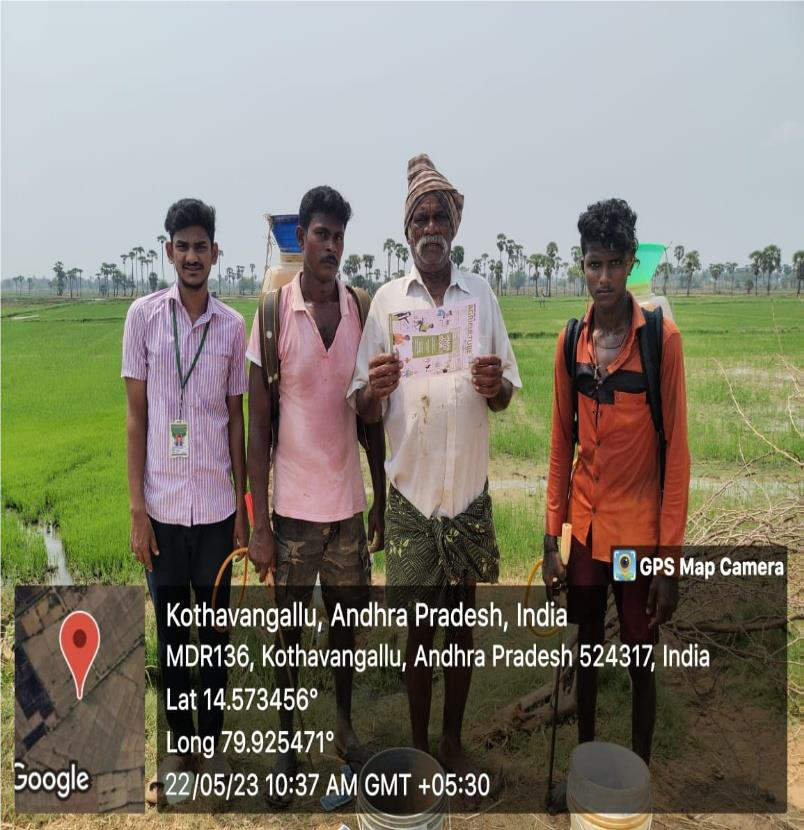 AGRICULTURE
GPS Map Camera
Kothavangallu, Andhra Pradesh, India
MDR136, Kothavangallu, Andhra Pradesh 524317, India
Lat 14.573456°
Long 79.925471°
22/05/23 10:37 AM GMT +05:30
Google